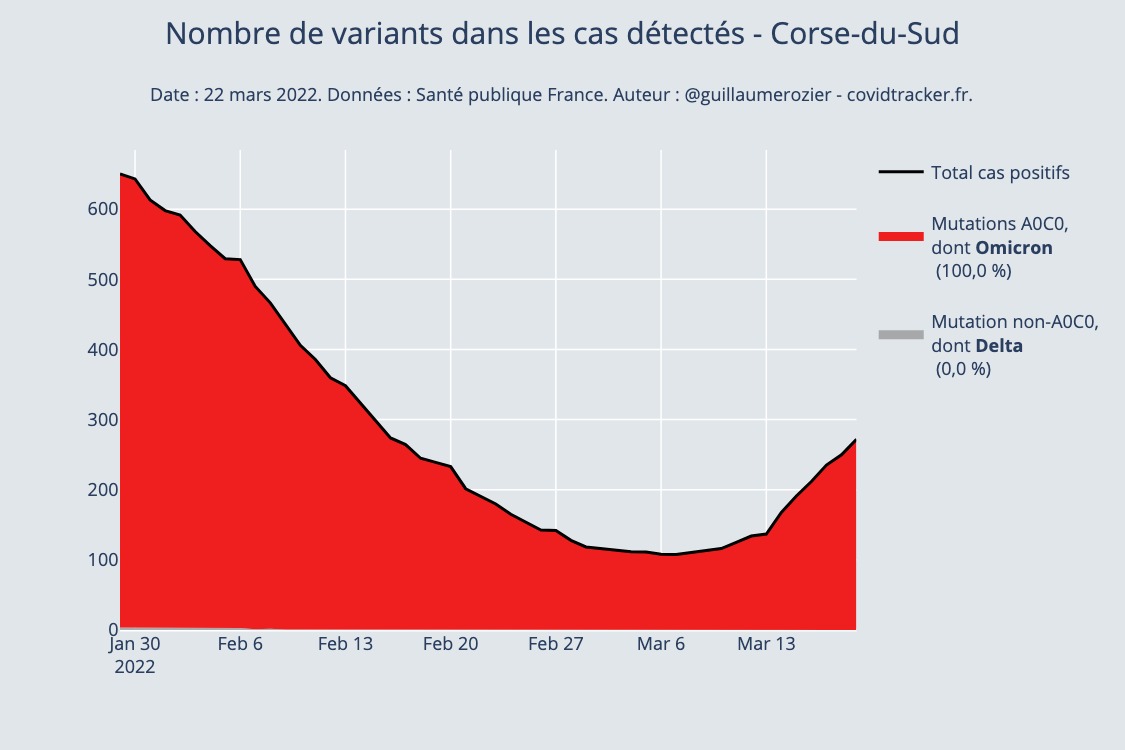 Nombre de variants dans les cas détectés - Corse-du-Sud
Date : 22 mars 2022. Données : Santé publique France. Auteur : @guillaumerozier - covidtracker.fr.
Total cas positifs
Mutations A0C0,
dont Omicron
(100,0 %)
Mutation non-A0C0,
dont Delta
(0,0 %)
600
500
400
300
200
100
0
Jan 30
2022
Feb 6
Feb 13
Feb 20
Feb 27
Mar 6
Mar 13